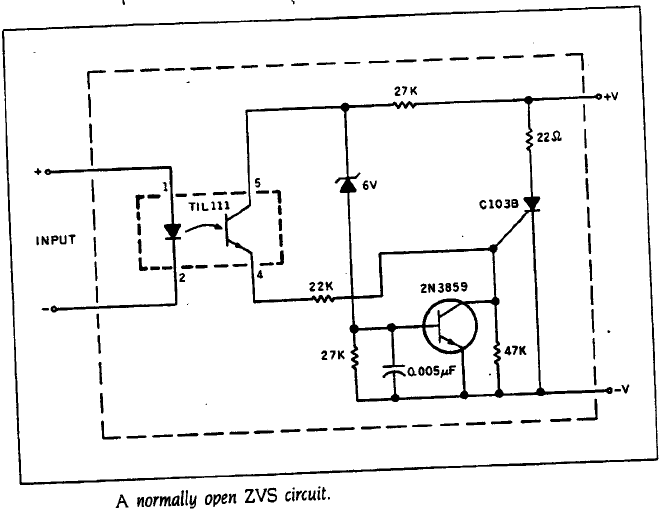 27K
+V
22Ω
+
1
5
6V
TIL111
C103B
INPUT
2
4
22K
2N3859
-
27K
0.005µF
47K
-V
A normally open ZVS circuit.